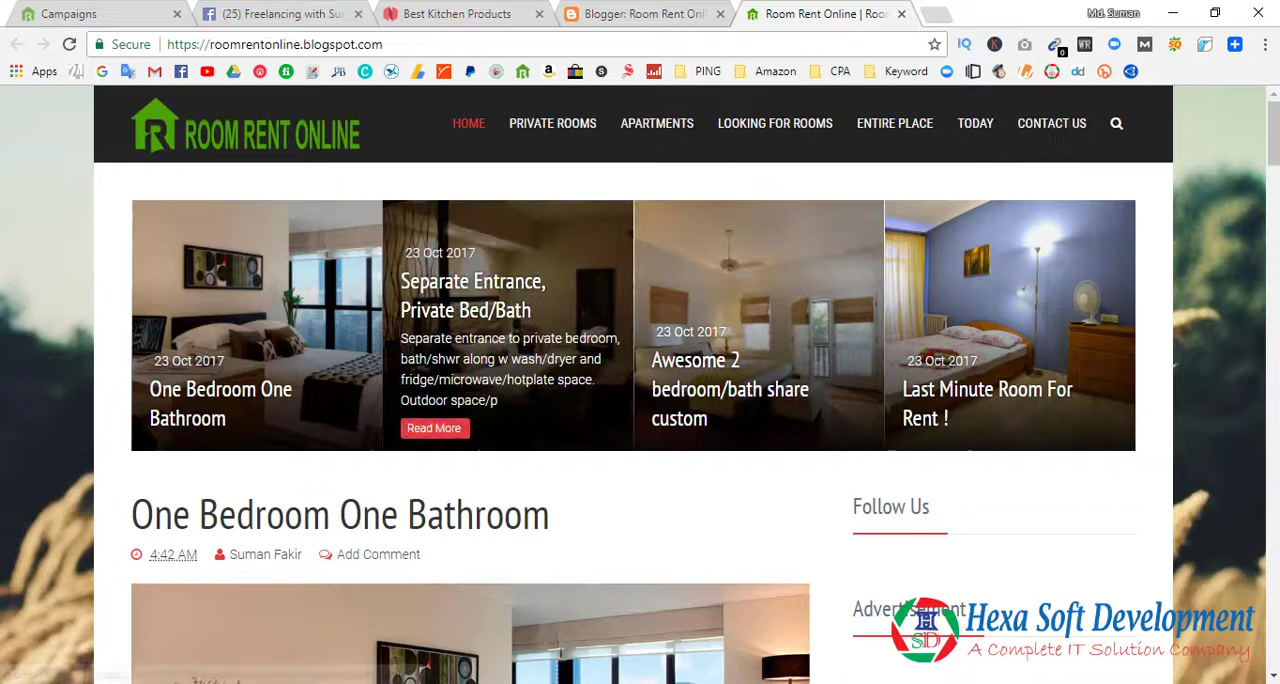 Campaigns
(25) Freelancing with Sum
Best Kitchen Products
Blogger: Room Rent Onli
Room Rent Online | Room
Md. Suman
Secure
https://roomrentonline.blogspot.com
Apps
PING
Amazon
CPA
Keyword
ROOM RENT ONLINE
HOME
PRIVATE ROOMS
APARTMENTS
LOOKING FOR ROOMS
ENTIRE PLACE
TODAY
CONTACT US
23 Oct 2017
One Bedroom One
Bathroom
23 Oct 2017
Separate Entrance,
Private Bed/Bath
Separate entrance to private bedroom,
bath/shwr along w wash/dryer and
fridge/microwave/hotplate space.
Outdoor space/p
Read More
23 Oct 2017
Awesome 2
bedroom/bath share
custom
23 Oct 2017
Last Minute Room For
Rent !
One Bedroom One Bathroom
4:42 AM
Suman Fakir
Add Comment
Follow Us
Advertisement
Hexa Soft Development
A Complete IT Solution Company